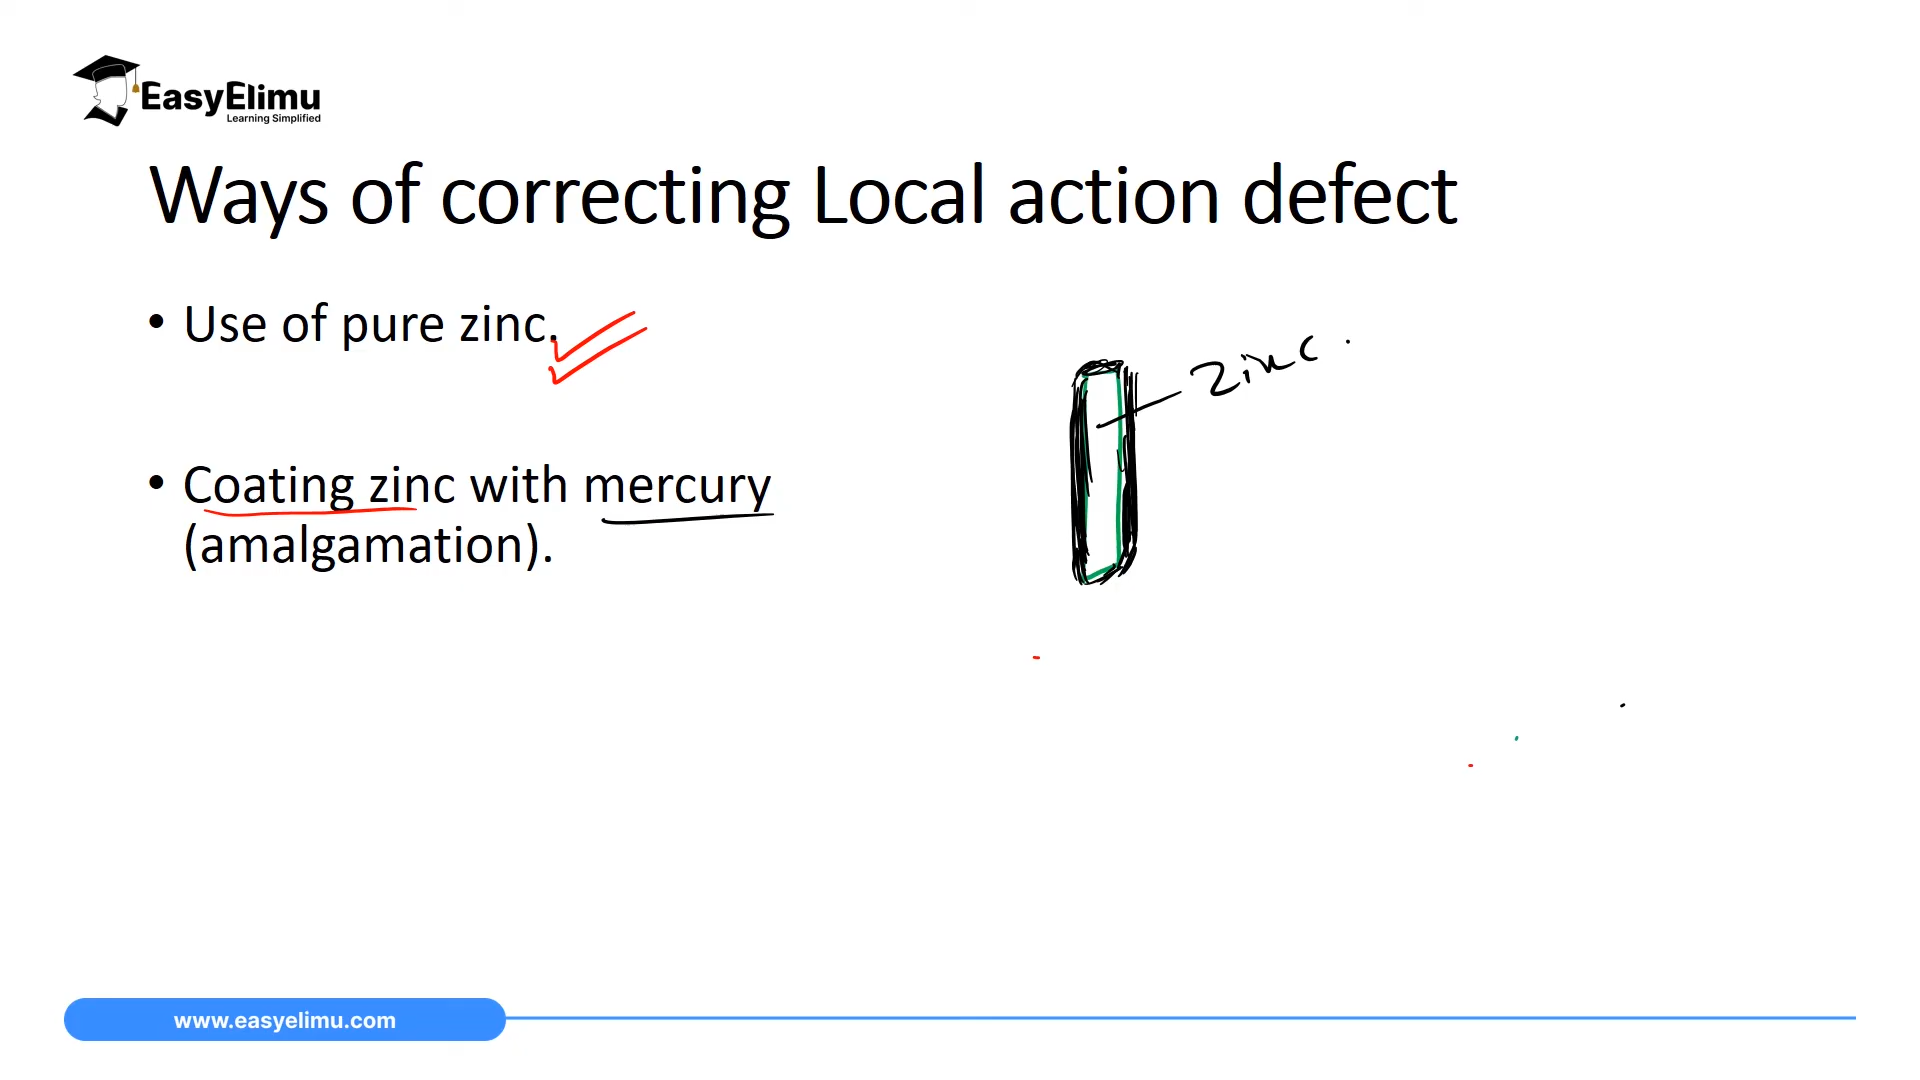 EasyElimu
Learning Simplified
Ways of correcting Local action defect
• Use of pure zinc.
Zinc.
• Coating zinc with mercury
(amalgamation).
www.easyelimu.com